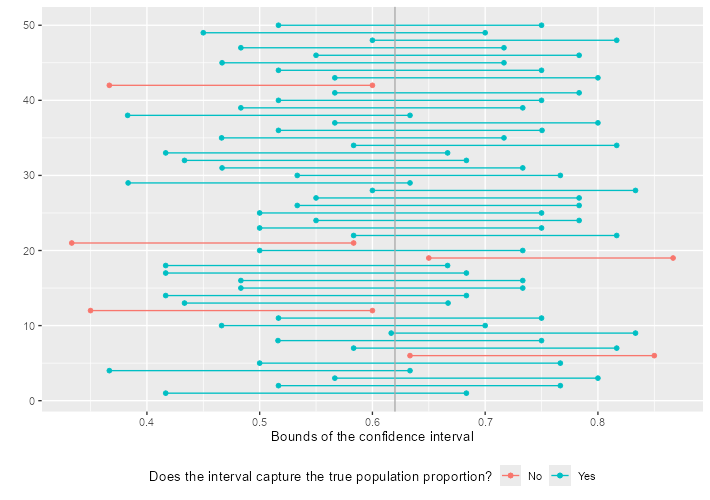 50
40
30
20
10
0
0.4 0.5 0.6 0.7 0.8
Bounds of the confidence interval
Does the interval capture the true population proportion? No Yes